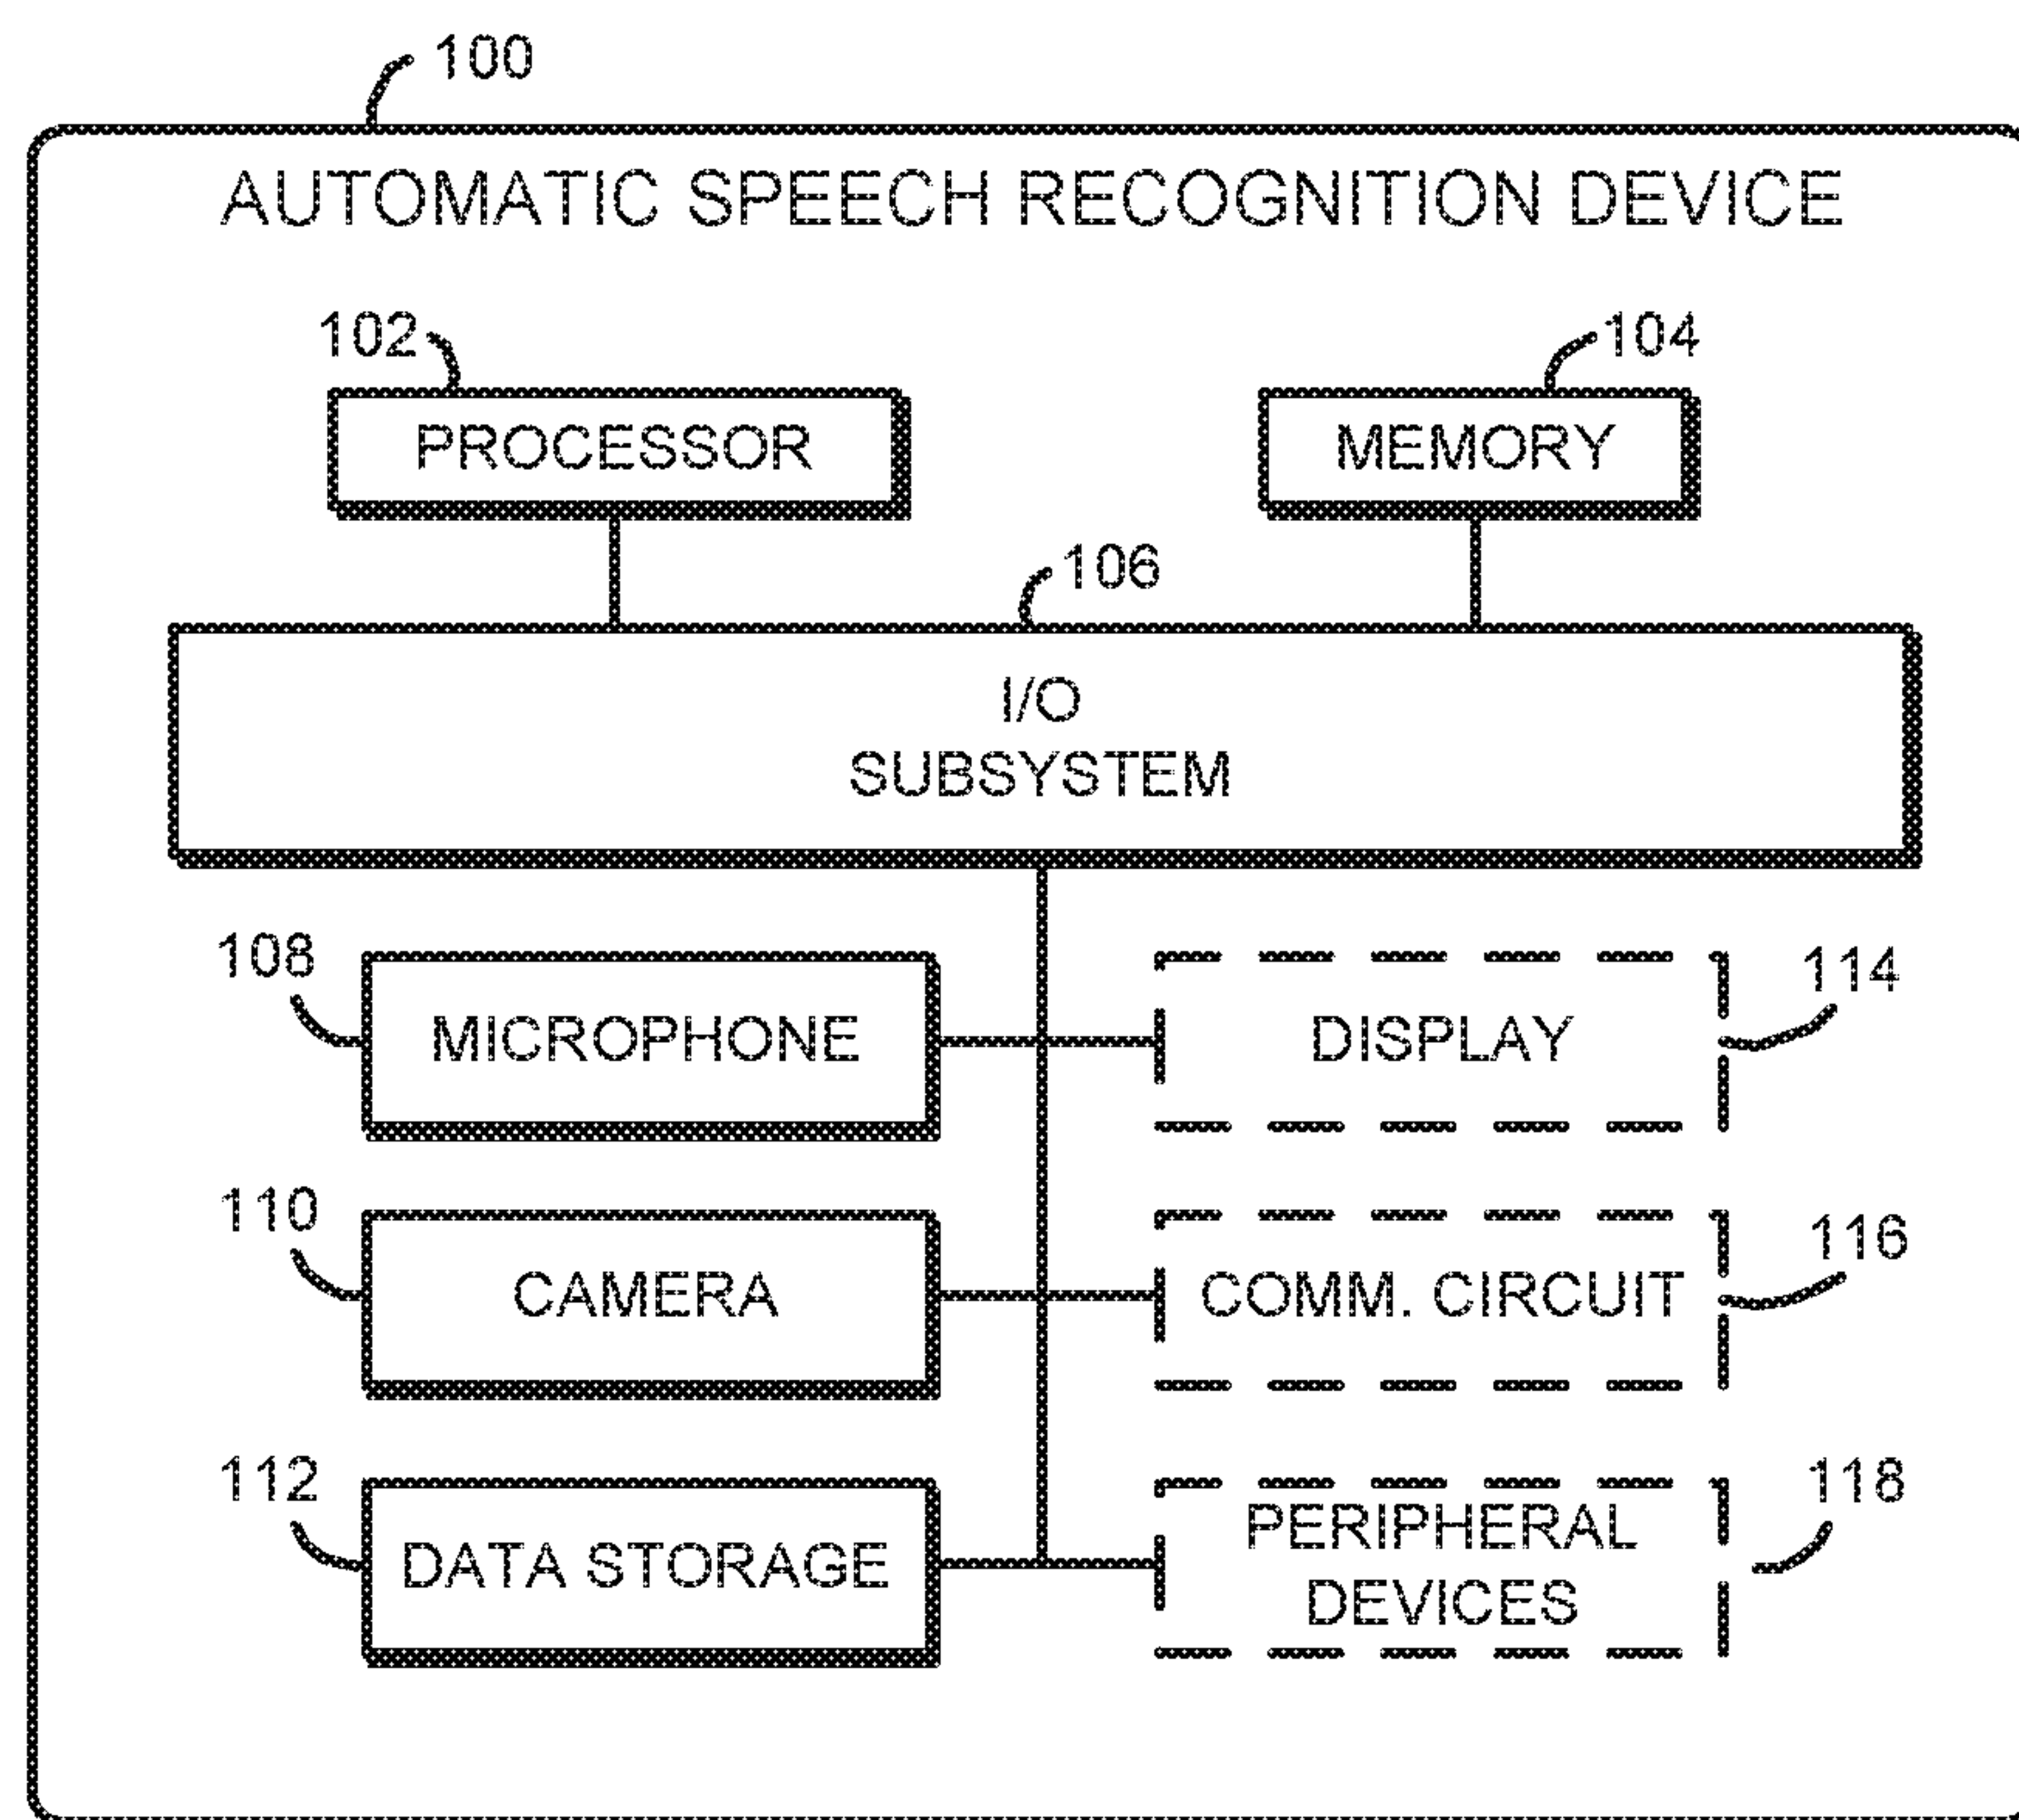 100
AUTOMATIC SPEECH RECOGNITION DEVICE
102
104
PROCESSOR
MEMORY
106
I/O
SUBSYSTEM
108
114
MICROPHONE
DISPLAY
110
116
CAMERA
COMM. CIRCUIT
112
118
DATA STORAGE
PERIPHERAL
DEVICES